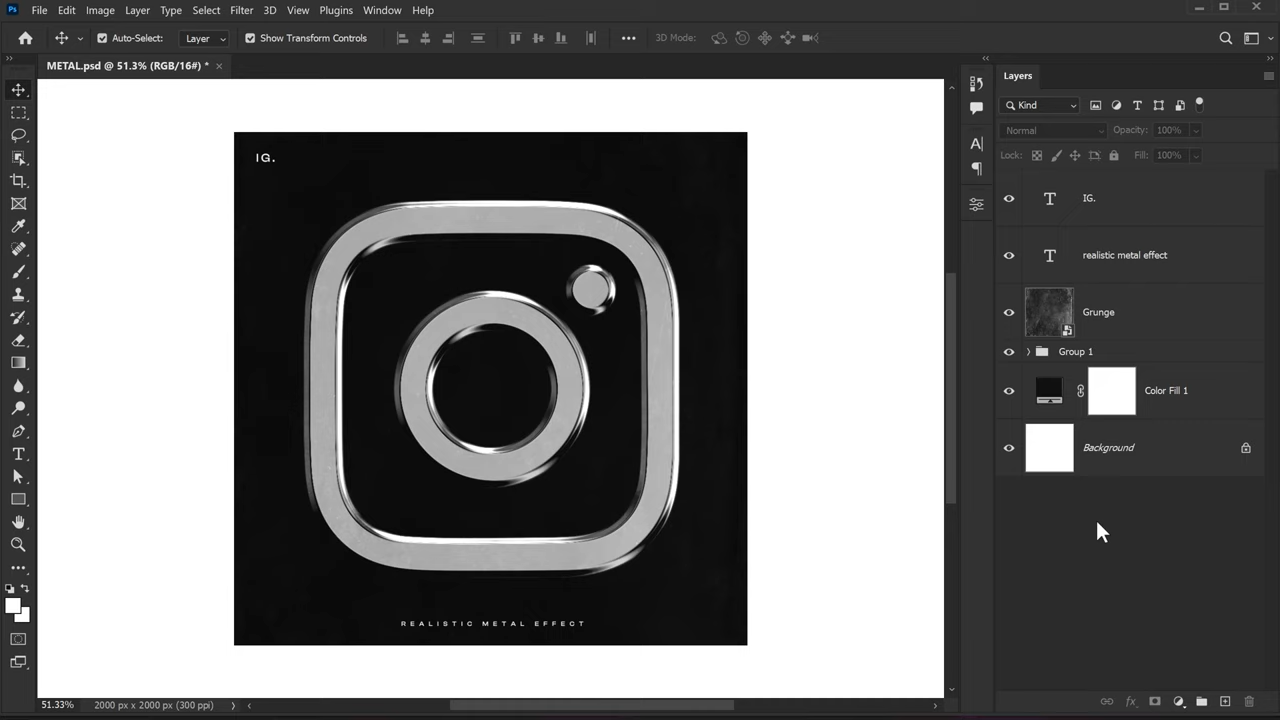 Ps File Edit Image Layer Type Select Filter 3D View Plugins Window Help
Auto-Select: Layer Show Transform Controls 3D Mode:
METAL.psd @ 51.3% (RGB/16#) *
Layers
Kind
Normal Opacity: 100%
Lock: Fill: 100%
IG.
T IG.
T realistic metal effect
Grunge
Group 1
Color Fill 1
Background
REALISTIC METAL EFFECT
51.33% 2000 px x 2000 px (300 ppi)
fx